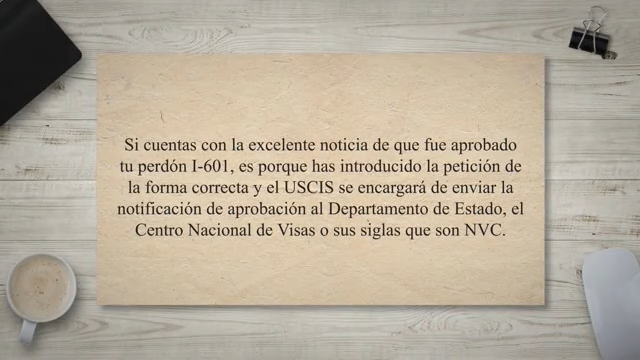 Si cuentas con la excelente noticia de que fue aprobado
tu perdón I-601, es porque has introducido la petición de
la forma correcta y el USCIS se encargará de enviar la
notificación de aprobación al Departamento de Estado, el
Centro Nacional de Visas o sus siglas que son NVC.